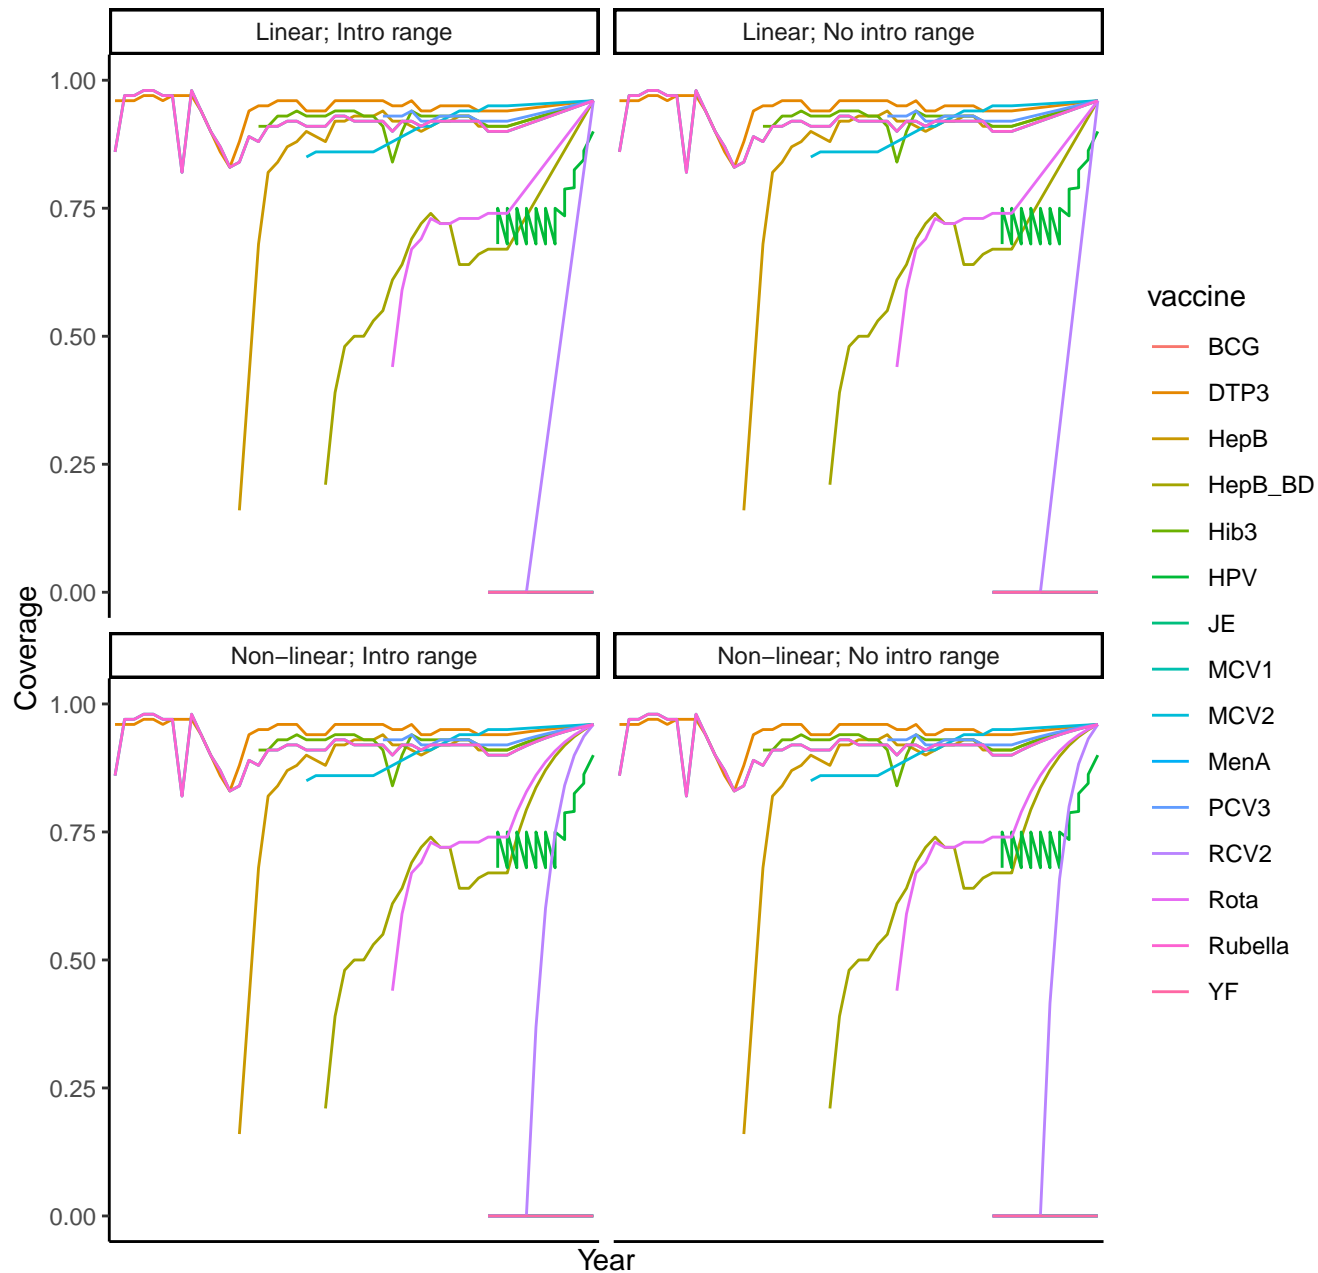 Linear; Intro range
Linear; No intro range
1.00
0.75
0.50
0.25
0.00
Non−linear; Intro range
Non−linear; No intro range
1.00
0.75
0.50
0.25
0.00
Coverage
Year
vaccine
BCG
DTP3
HepB
HepB_BD
Hib3
HPV
JE
MCV1
MCV2
MenA
PCV3
RCV2
Rota
Rubella
YF